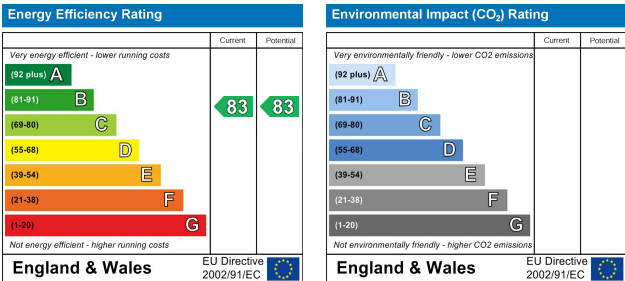 Energy Efficiency Rating
Current Potential
Very energy efficient - lower running costs
(92 plus) A
(81-91) B
83 83
(69-80) C
(55-68) D
(39-54) E
(21-38) F
(1-20) G
Not energy efficient - higher running costs
England & Wales
EU Directive
2002/91/EC
Environmental Impact (CO₂) Rating
Current Potential
Very environmentally friendly - lower CO2 emissions
(92 plus) A
(81-91) B
(69-80) C
(55-68) D
(39-54) E
(21-38) F
(1-20) G
Not environmentally friendly - higher CO2 emissions
England & Wales
EU Directive
2002/91/EC